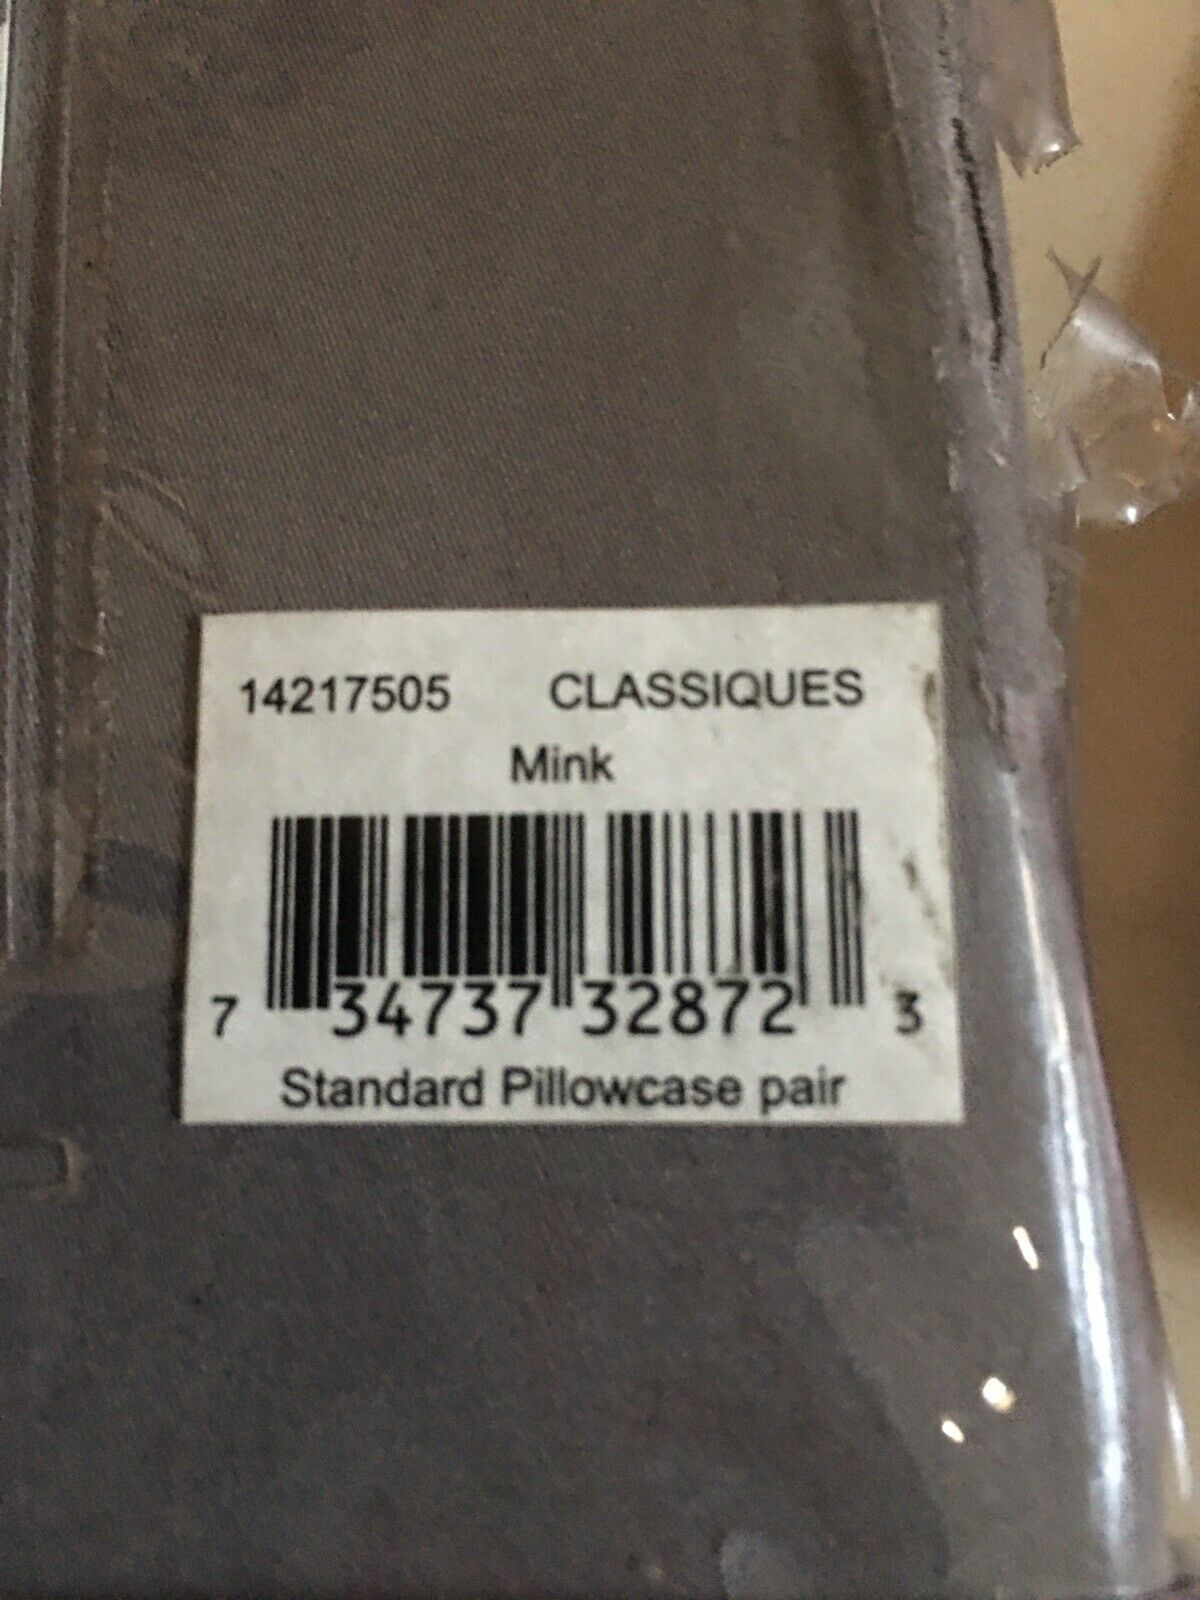 14217505 CLASSIQUES
Mink
7 34737 32872 3
Standard Pillowcase pair